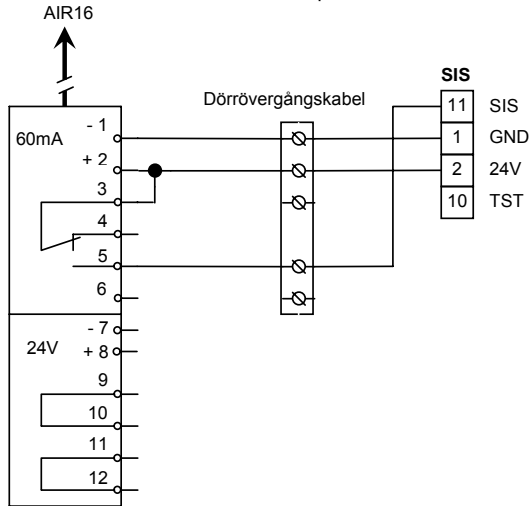 AIR16
SIS
Dörrövergångskabel
11 SIS
60mA
- 1
1 GND
+ 2
2 24V
3
10 TST
4
5
6
- 7
24V
+ 8
9
10
11
12